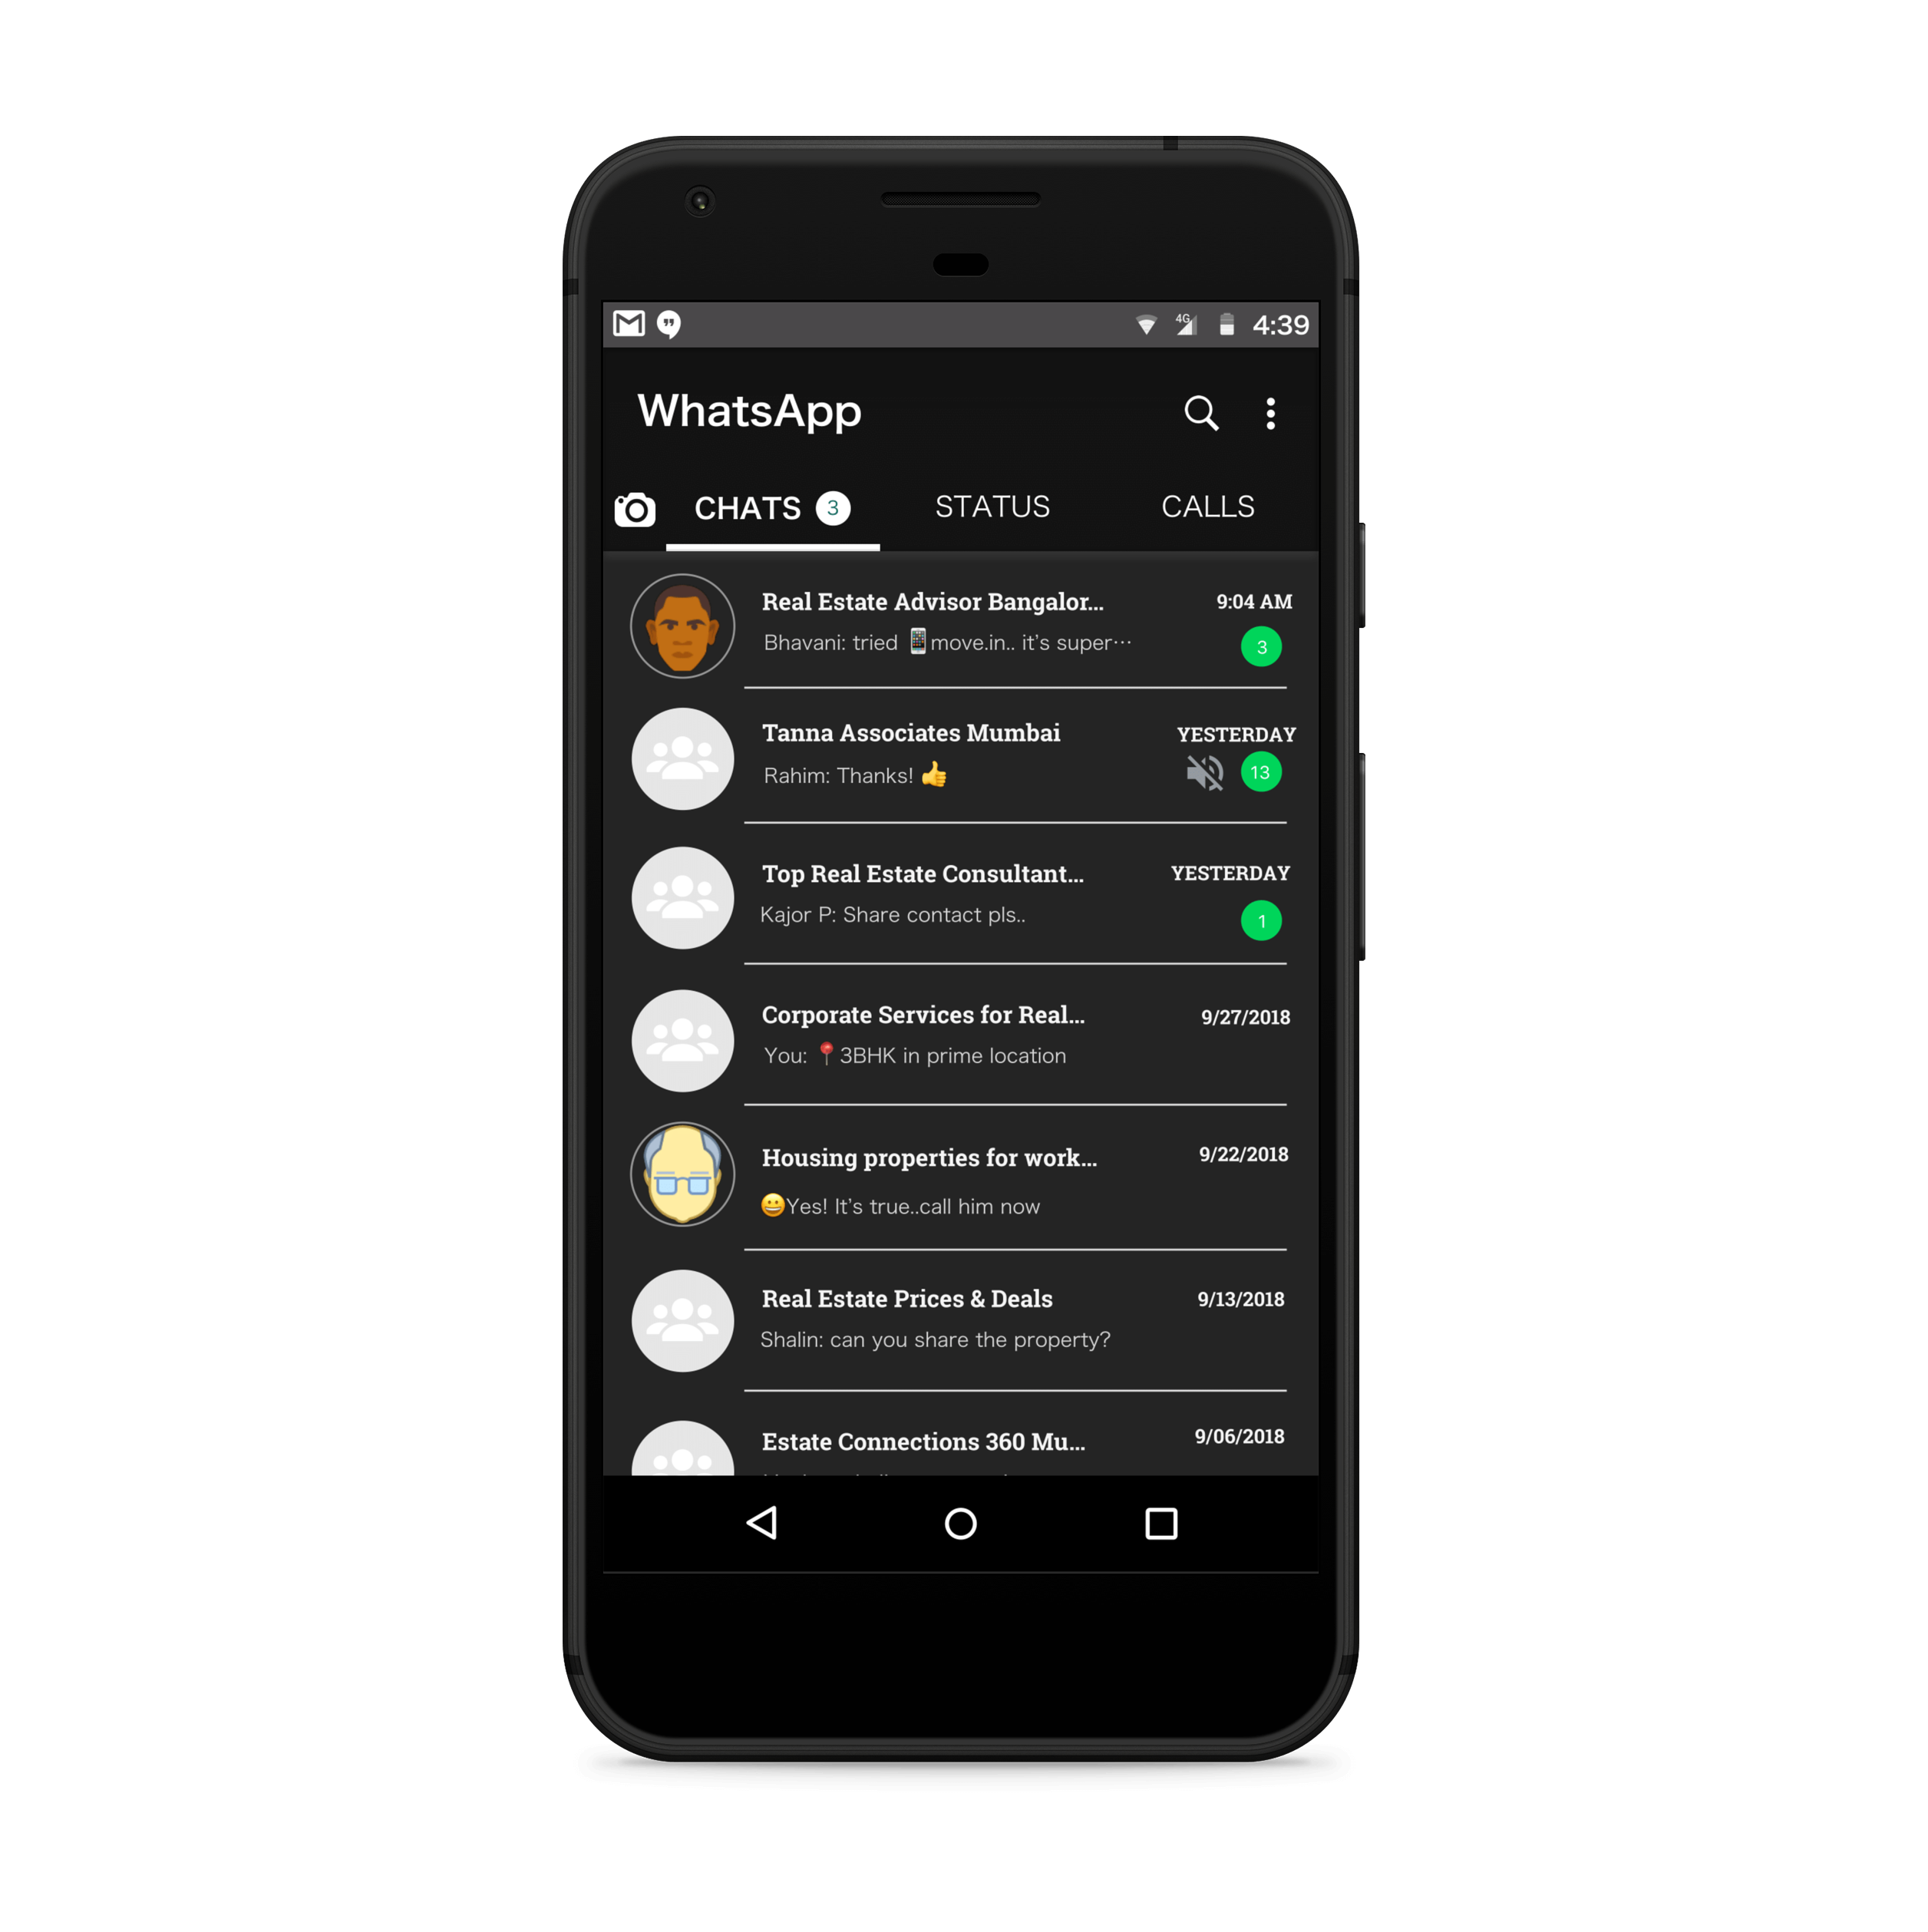 4G 4:39
WhatsApp
CHATS 3 STATUS CALLS
Real Estate Advisor Bangalor... 9:04 AM
Bhavani: tried 📱move.in.. it's super⋯ 3
Tanna Associates Mumbai YESTERDAY
Rahim: Thanks! 👍 13
Top Real Estate Consultant... YESTERDAY
Kajor P: Share contact pls.. 1
Corporate Services for Real... 9/27/2018
You: 📍3BHK in prime location
Housing properties for work... 9/22/2018
😀Yes! It's true..call him now
Real Estate Prices & Deals 9/13/2018
Shalin: can you share the property?
Estate Connections 360 Mu... 9/06/2018